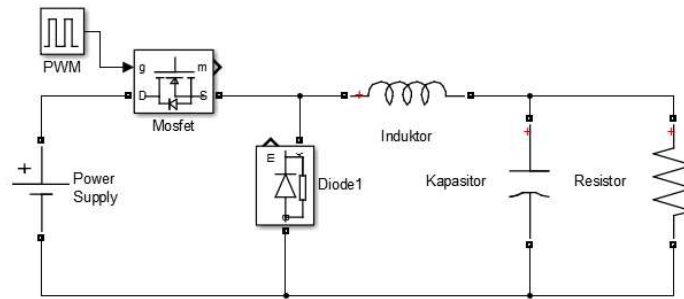 PWM
g
m
D
S
Mosfet
+
Induktor
+
+
+
Power
Supply
m
Diode1
Kapasitor
Resistor